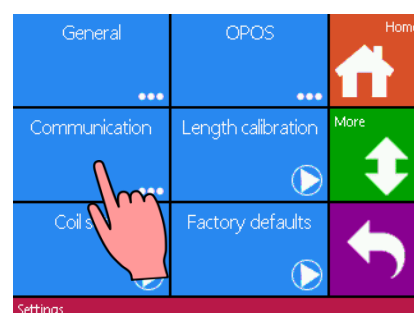 General
OPOS
Home
Communication
Length calibration
More
Coil
Factory defaults
Settings